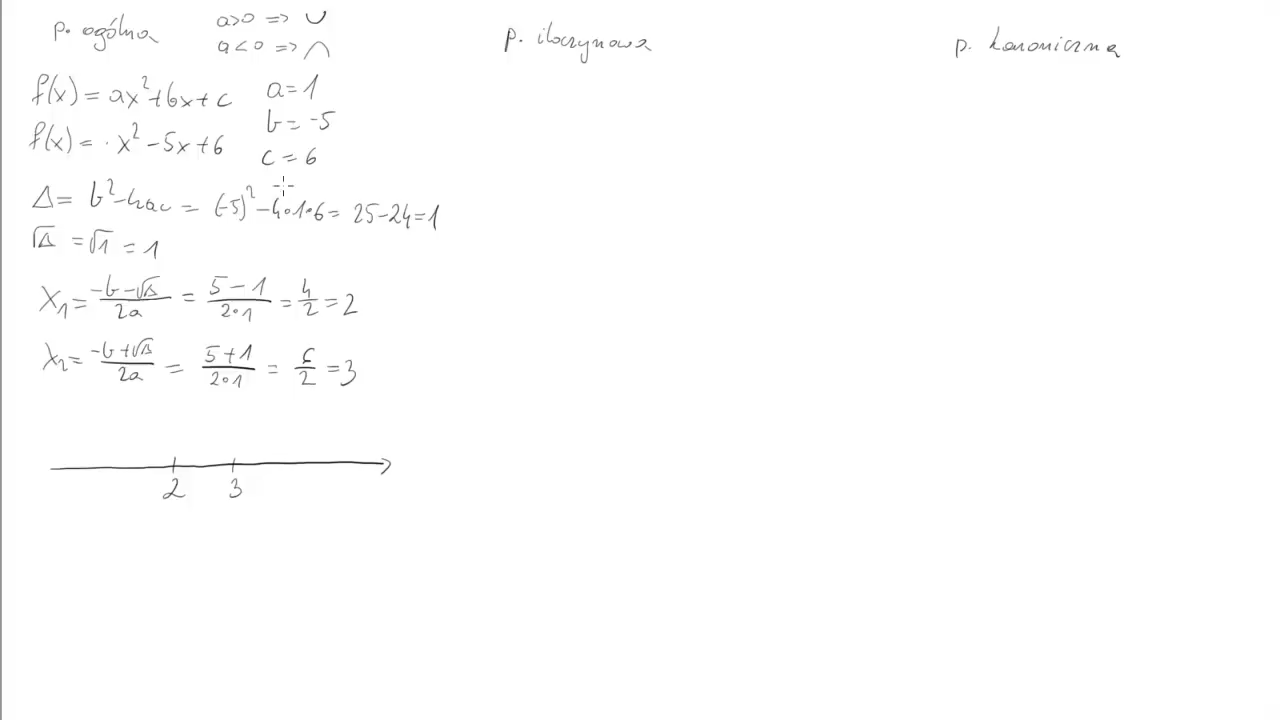 p. ogólna
a>0 => ∪
a<0 => ∩
p. iloczynowa
p. kanoniczna
f(x) = ax²+bx+c
a=1
b=-5
f(x) = x²-5x+6
c=6
Δ= b²-4ac = (-5)²-4•1•6= 25-24=1
√Δ = √1 = 1
x₁= (-b-√Δ)/(2a) = (5-1)/(2•1) = 4/2 = 2
x₂= (-b+√Δ)/(2a) = (5+1)/(2•1) = 6/2 = 3
2 3